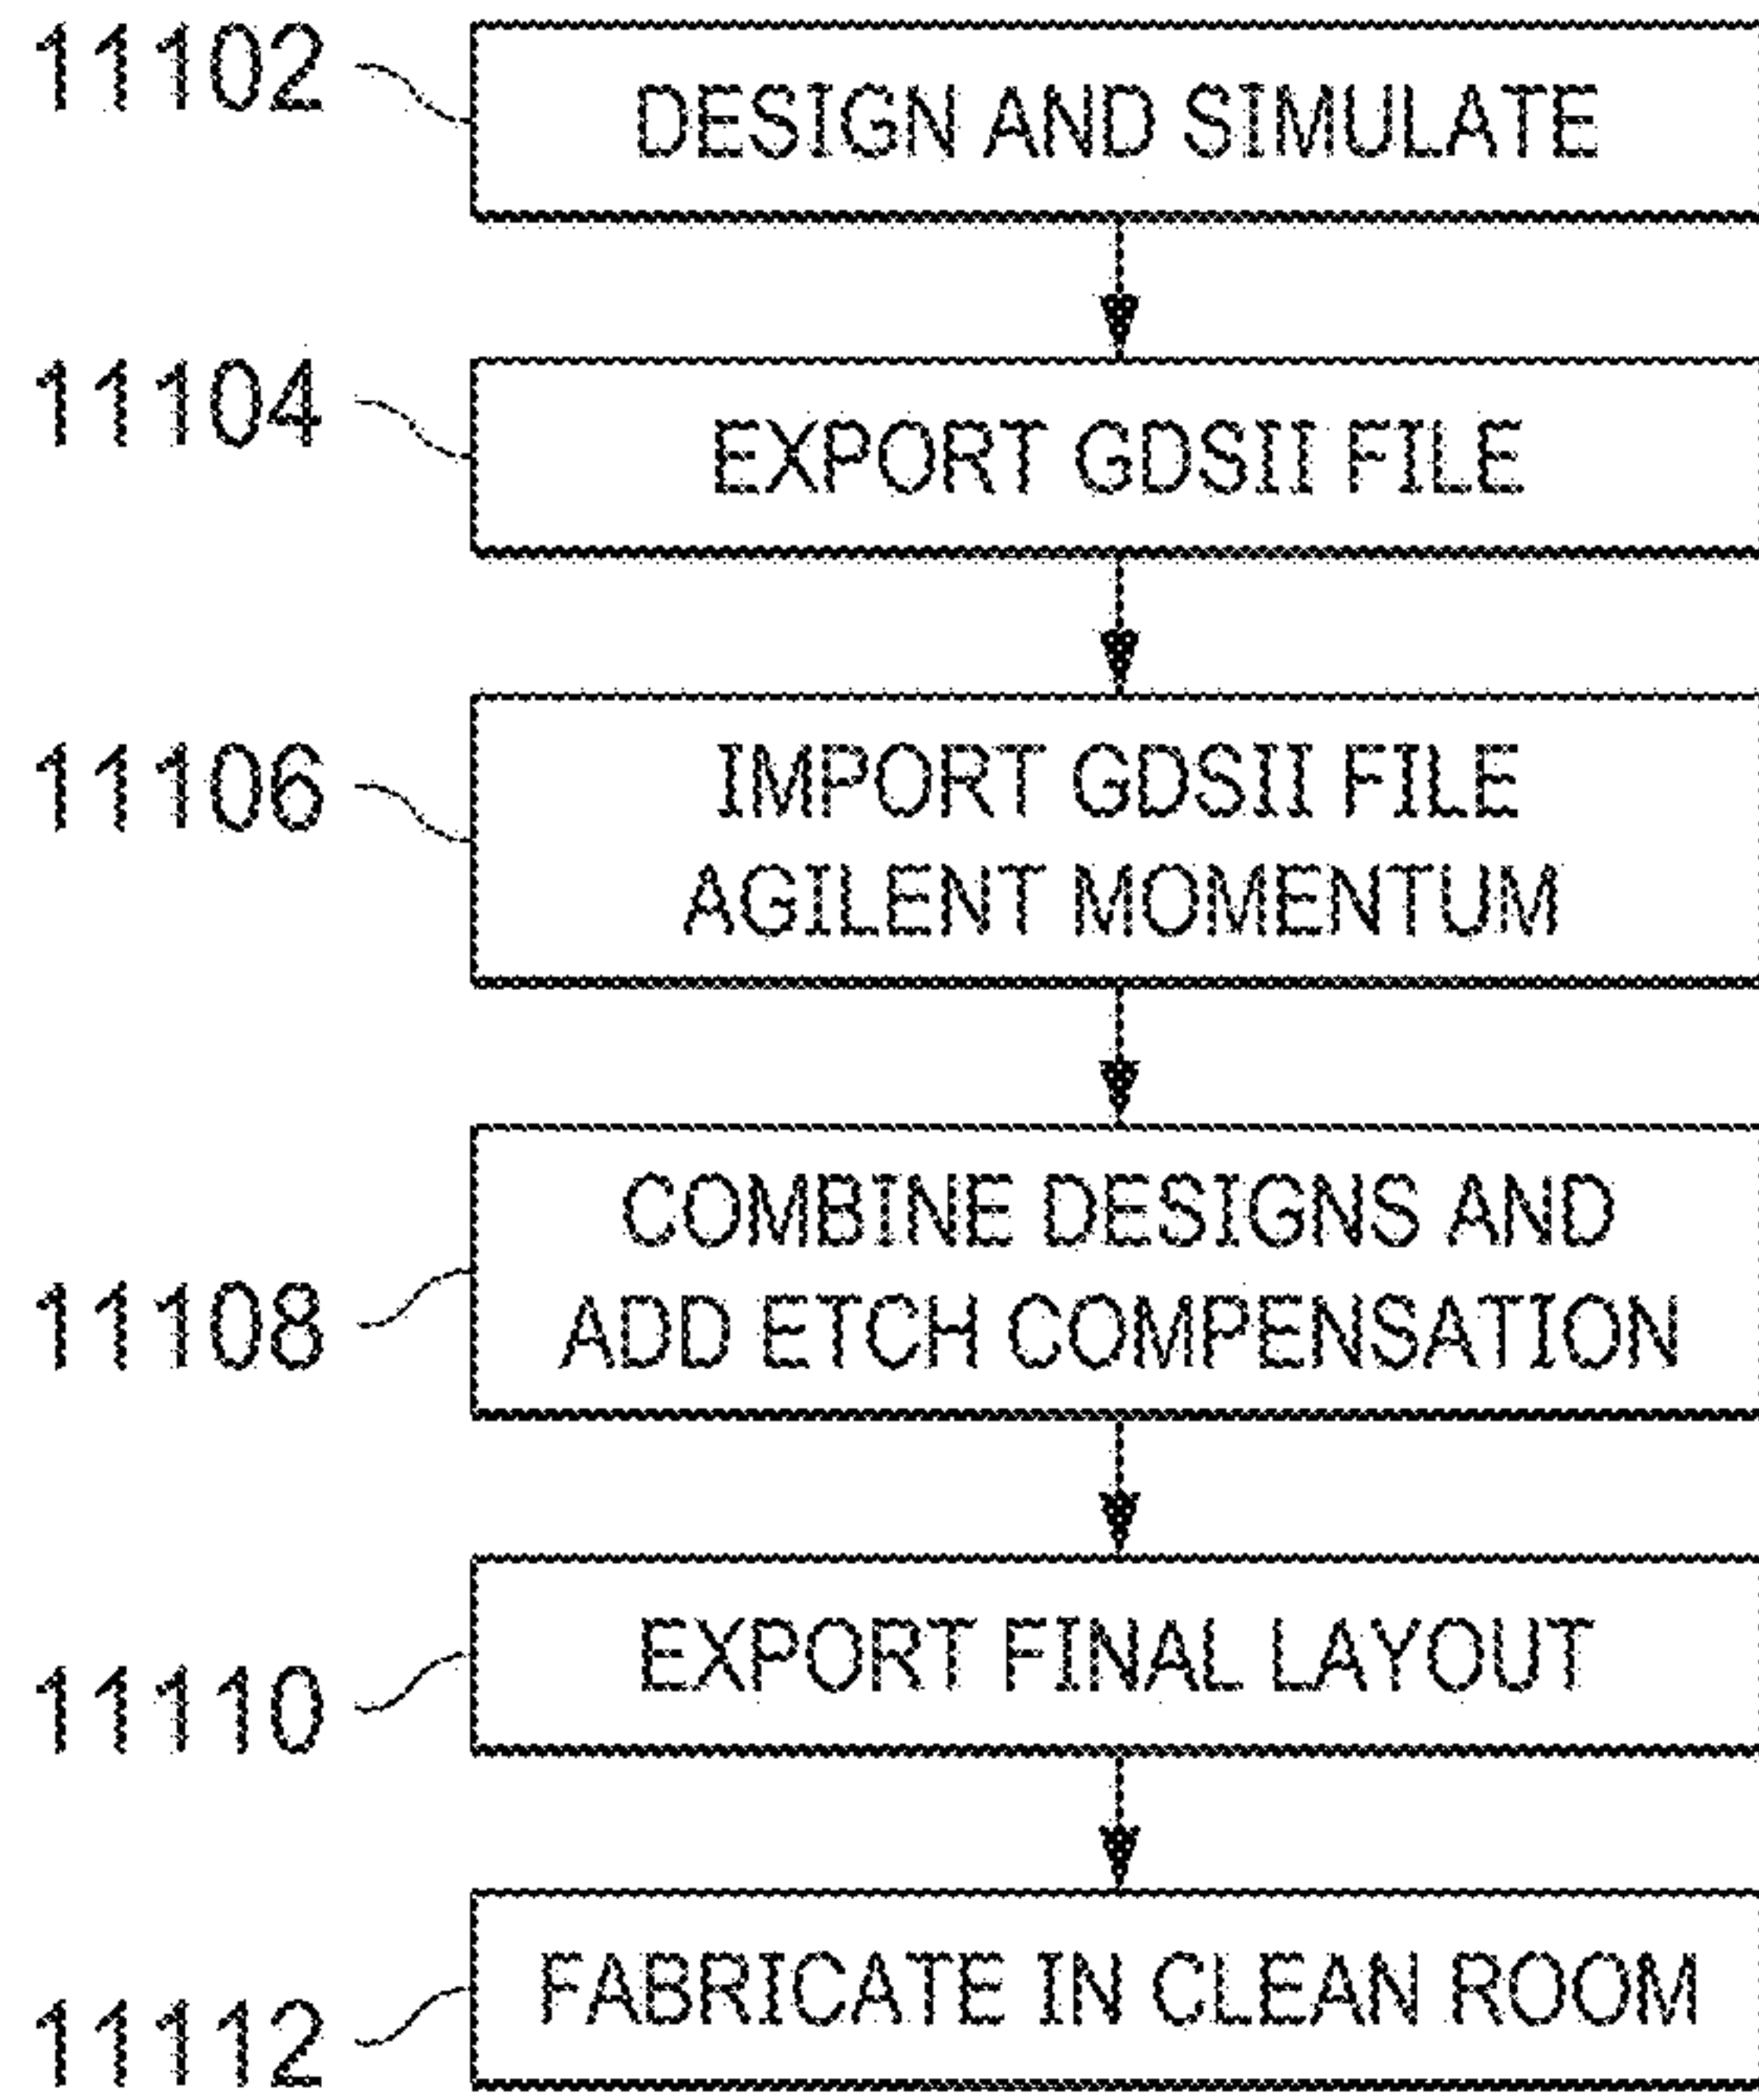 11102
DESIGN AND SIMULATE
11104
EXPORT GDSII FILE
11106
IMPORT GDSII FILE
AGILENT MOMENTUM
11108
COMBINE DESIGNS AND
ADD ETCH COMPENSATION
11110
EXPORT FINAL LAYOUT
11112
FABRICATE IN CLEAN ROOM